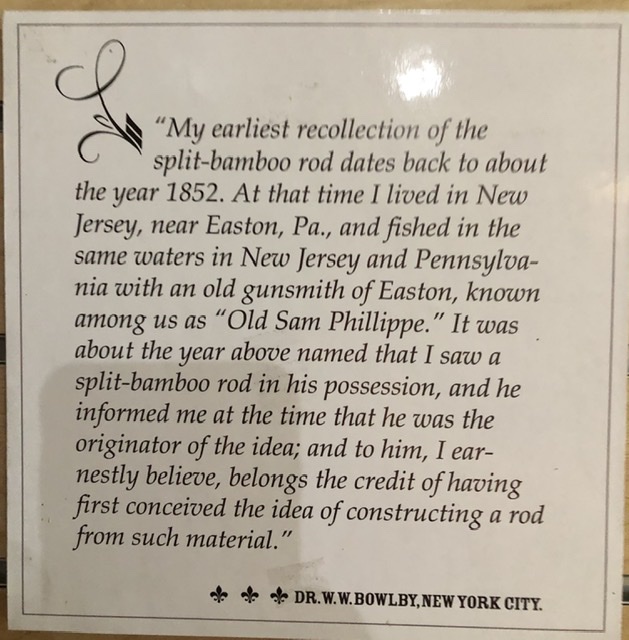 “My earliest recollection of the
split-bamboo rod dates back to about
the year 1852. At that time I lived in New
Jersey, near Easton, Pa., and fished in the
same waters in New Jersey and Pennsylva-
nia with an old gunsmith of Easton, known
among us as “Old Sam Phillippe.” It was
about the year above named that I saw a
split-bamboo rod in his possession, and he
informed me at the time that he was the
originator of the idea; and to him, I ear-
nestly believe, belongs the credit of having
first conceived the idea of constructing a rod
from such material.”
DR. W. W. BOWLBY, NEW YORK CITY.